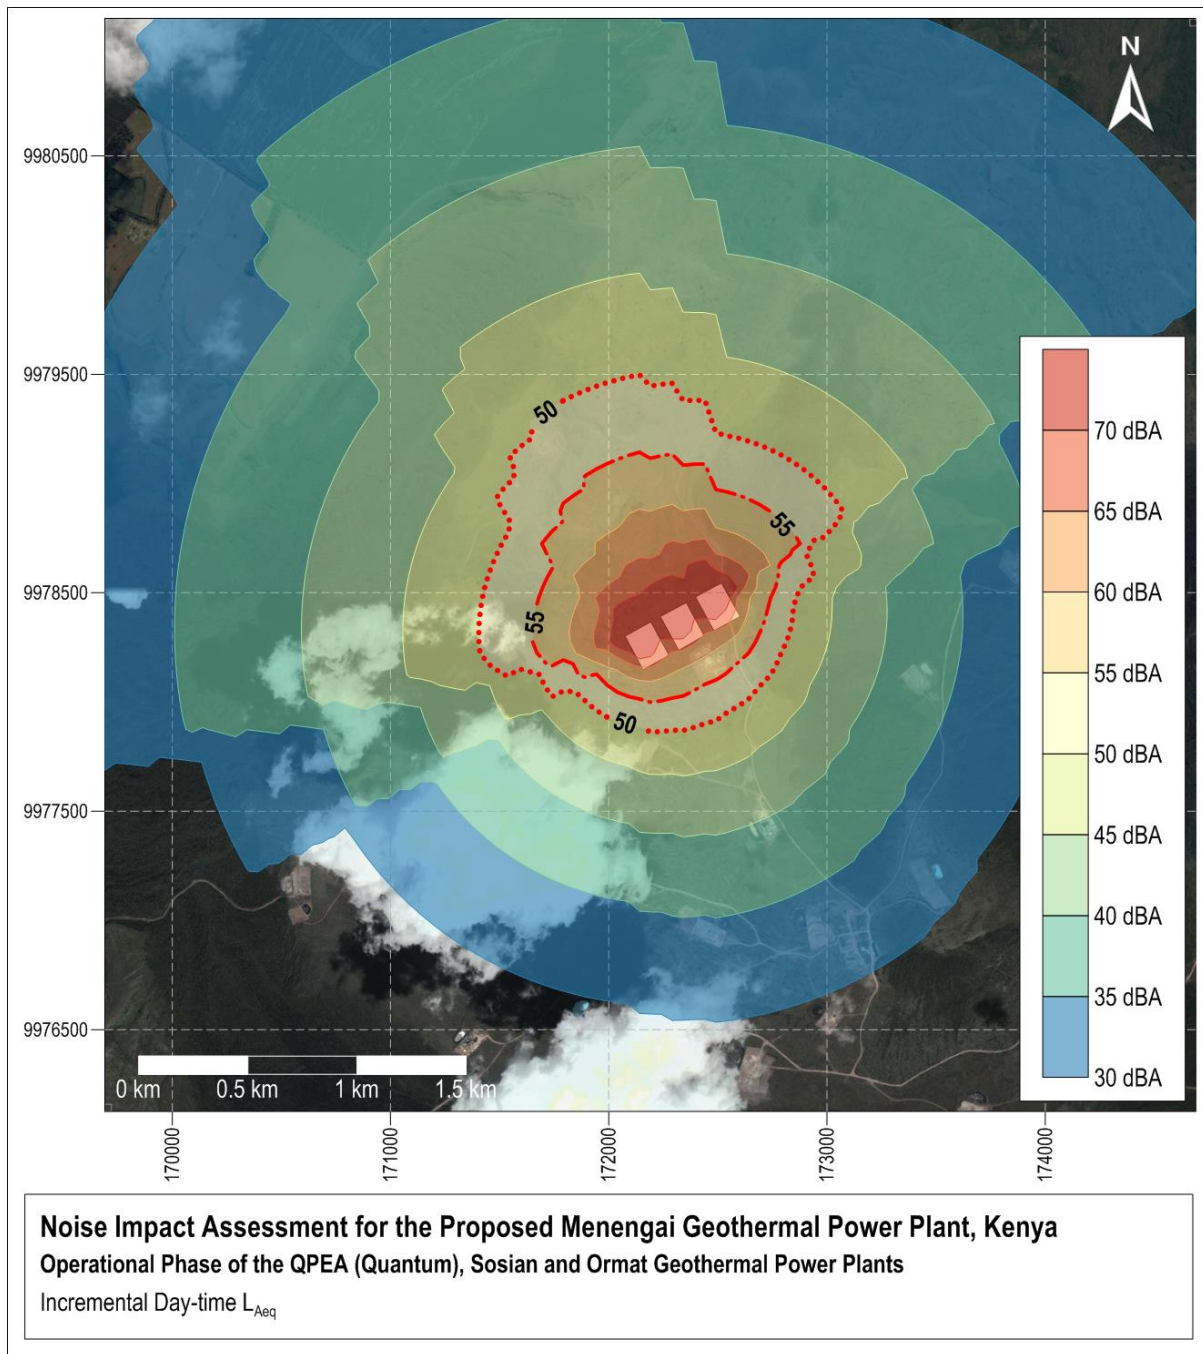 N
9980500
9979500
9978500
9977500
9976500
50
55
55
50
70 dBA
65 dBA
60 dBA
55 dBA
50 dBA
45 dBA
40 dBA
35 dBA
30 dBA
0 km 0.5 km 1 km 1.5 km
170000 171000 172000 173000 174000
Noise Impact Assessment for the Proposed Menengai Geothermal Power Plant, Kenya
Operational Phase of the QPEA (Quantum), Sosian and Ormat Geothermal Power Plants
Incremental Day-time LAeq